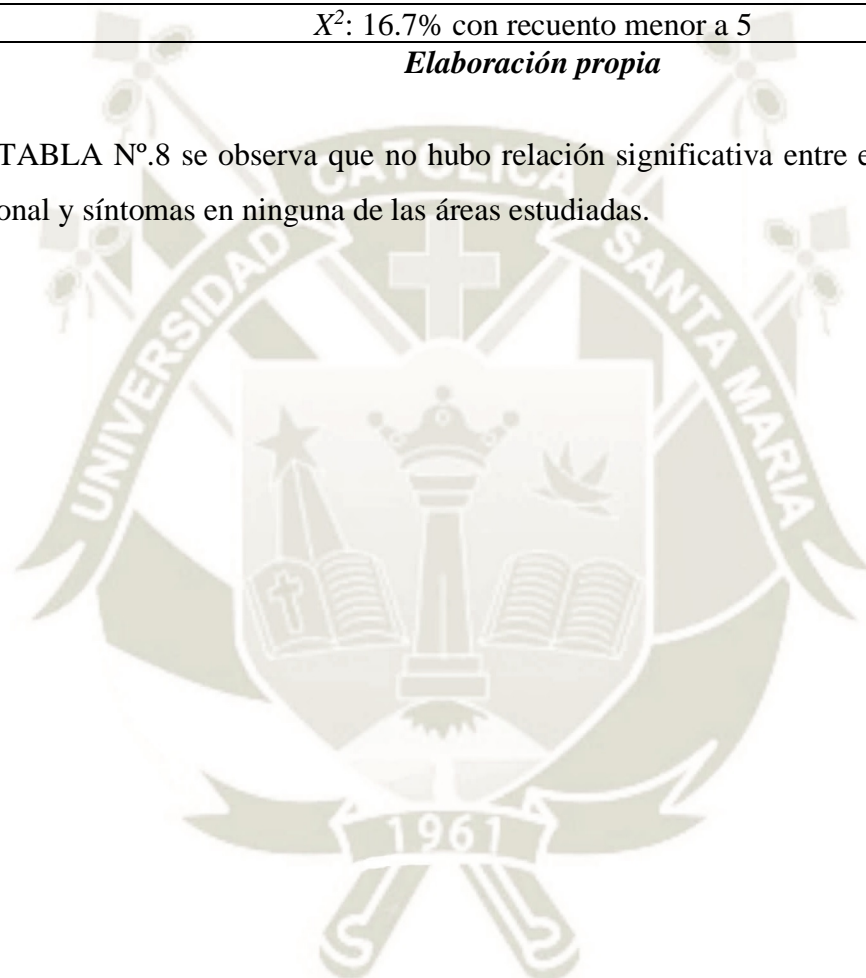 X²: 16.7% con recuento menor a 5
Elaboración propia
TABLA Nº.8 se observa que no hubo relación significativa entre e
onal y síntomas en ninguna de las áreas estudiadas.
UNIVERSIDAD CATOLICA SANTA MARIA
1961